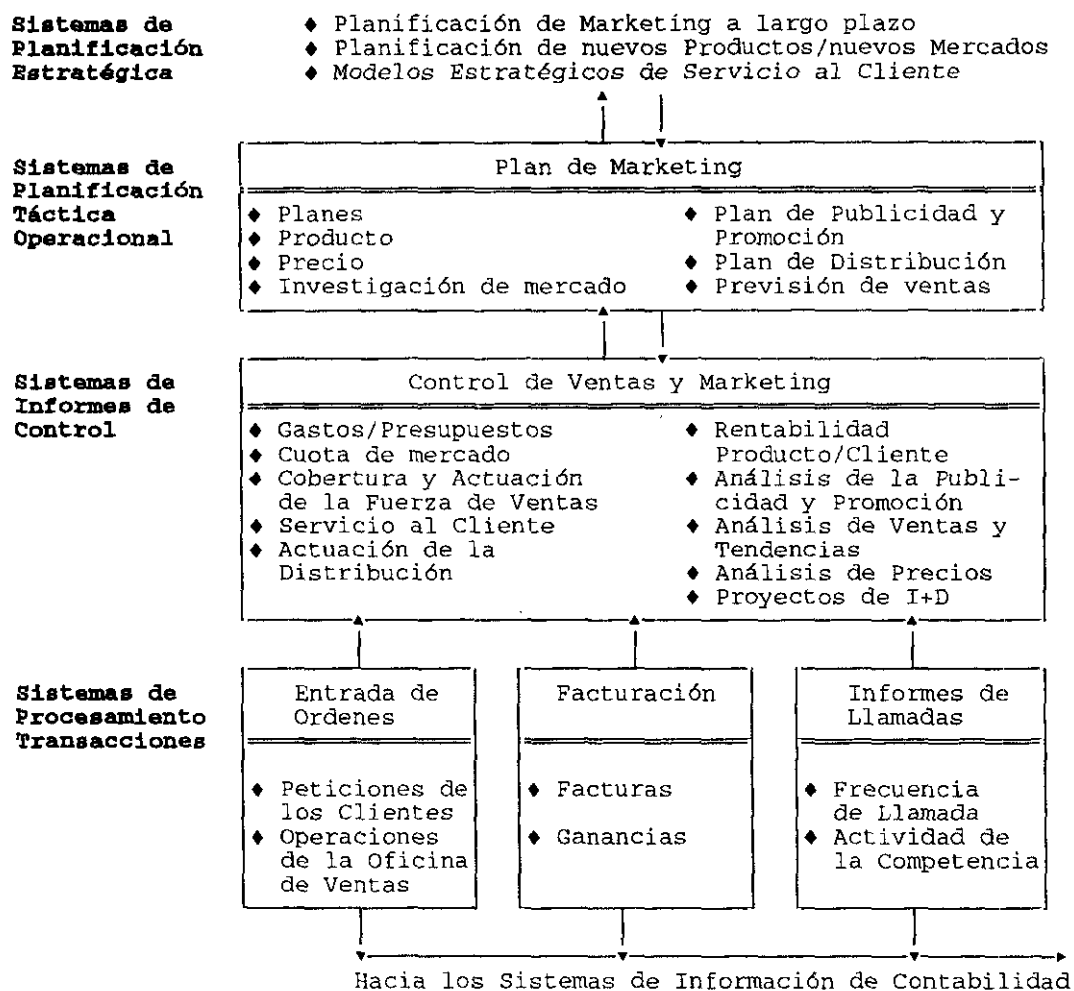 Sistemas de
Planificación
Estratégica
♦ Planificación de Marketing a largo plazo
♦ Planificación de nuevos Productos/nuevos Mercados
♦ Modelos Estratégicos de Servicio al Cliente
Sistemas de
Planificación
Táctica
Operacional
Plan de Marketing
♦ Planes
♦ Producto
♦ Precio
♦ Investigación de mercado
♦ Plan de Publicidad y
Promoción
♦ Plan de Distribución
♦ Previsión de ventas
Sistemas de
Informes de
Control
Control de Ventas y Marketing
♦ Gastos/Presupuestos
♦ Cuota de mercado
♦ Cobertura y Actuación
de la Fuerza de Ventas
♦ Servicio al Cliente
♦ Actuación de la
Distribución
♦ Rentabilidad
Producto/Cliente
♦ Análisis de la Publi-
cidad y Promoción
♦ Análisis de Ventas y
Tendencias
♦ Análisis de Precios
♦ Proyectos de I+D
Sistemas de
Procesamiento
Transacciones
Entrada de
Ordenes
♦ Peticiones de
los Clientes
♦ Operaciones
de la Oficina
de Ventas
Facturación
♦ Facturas
♦ Ganancias
Informes de
Llamadas
♦ Frecuencia
de Llamada
♦ Actividad de
la Competencia
Hacia los Sistemas de Información de Contabilidad